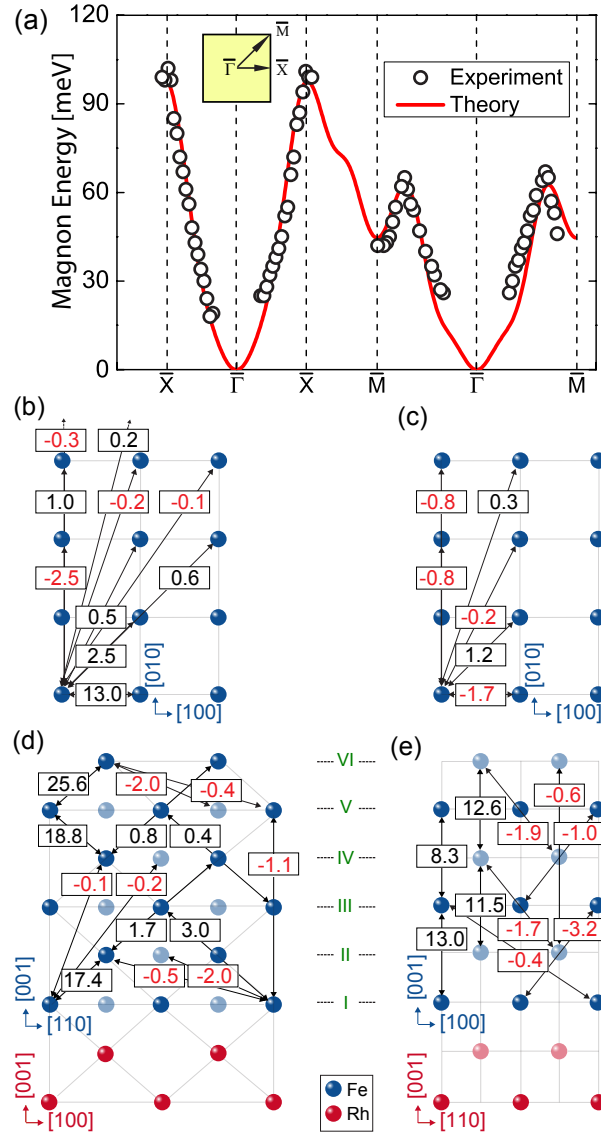 (a)
Magnon Energy [meV]
120
90
60
30
0
M̅
Γ̅ X̅
Experiment
Theory
X̅ Γ̅ X̅ M̅ Γ̅ M̅
(b)
-0.3 0.2
1.0 -0.2 -0.1
-2.5 0.6
0.5
2.5
13.0
[010]
[100]
(c)
-0.8 0.3
-0.8
-0.2
1.2
-1.7
[010]
[100]
(d)
VI
25.6 -2.0 -0.4
V
18.8 0.8 0.4
IV
-0.1 -0.2 -1.1
III
1.7 3.0
II
17.4 -0.5 -2.0
I
[001]
[110]
[001]
[100]
Fe
Rh
(e)
12.6 -0.6
-1.9 -1.0
8.3
11.5
-1.7 -3.2
13.0
-0.4
[001]
[100]
[001]
[110]